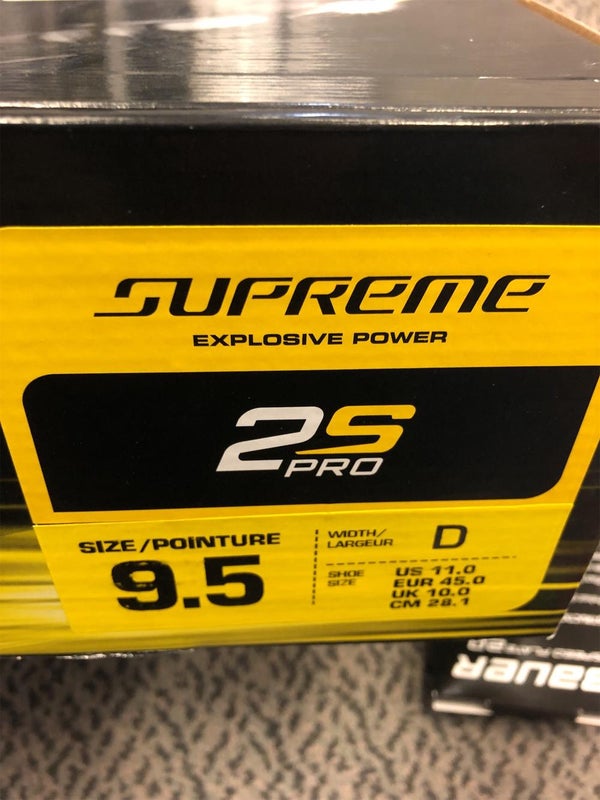 SUPREME
EXPLOSIVE POWER
2S
PRO
SIZE/POINTURE
9.5
WIDTH/
LARGEUR
D
SHOE
SIZE
US 11.0
EUR 45.0
UK 10.0
CM 28.1
Bauer